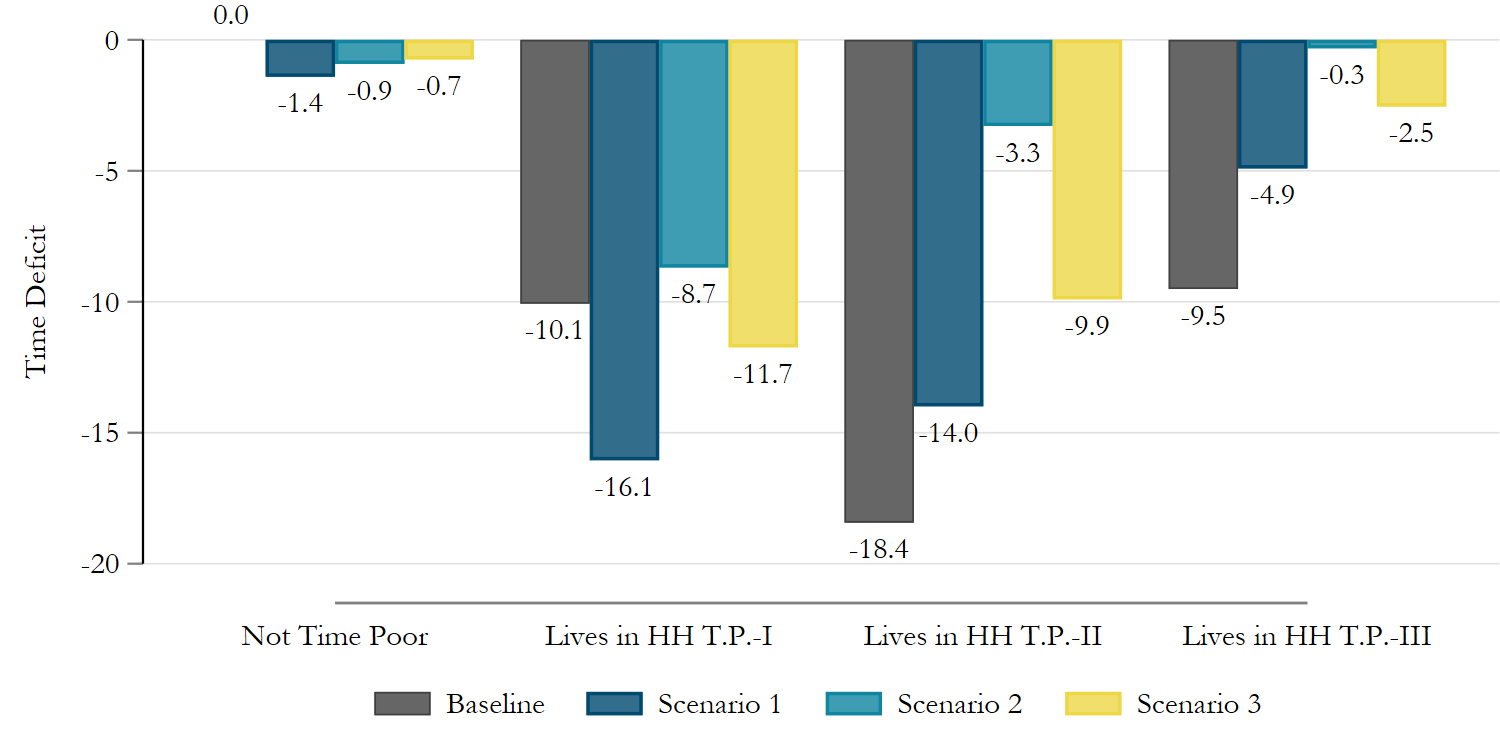 0.0
0
-1.4
-0.9
-0.7
-0.3
-3.3
-2.5
-5
-4.9
-8.7
-10
-10.1
-9.9
-9.5
-11.7
-15
-14.0
-16.1
-18.4
-20
Time Deficit
Not Time Poor
Lives in HH T.P.-I
Lives in HH T.P.-II
Lives in HH T.P.-III
Baseline
Scenario 1
Scenario 2
Scenario 3